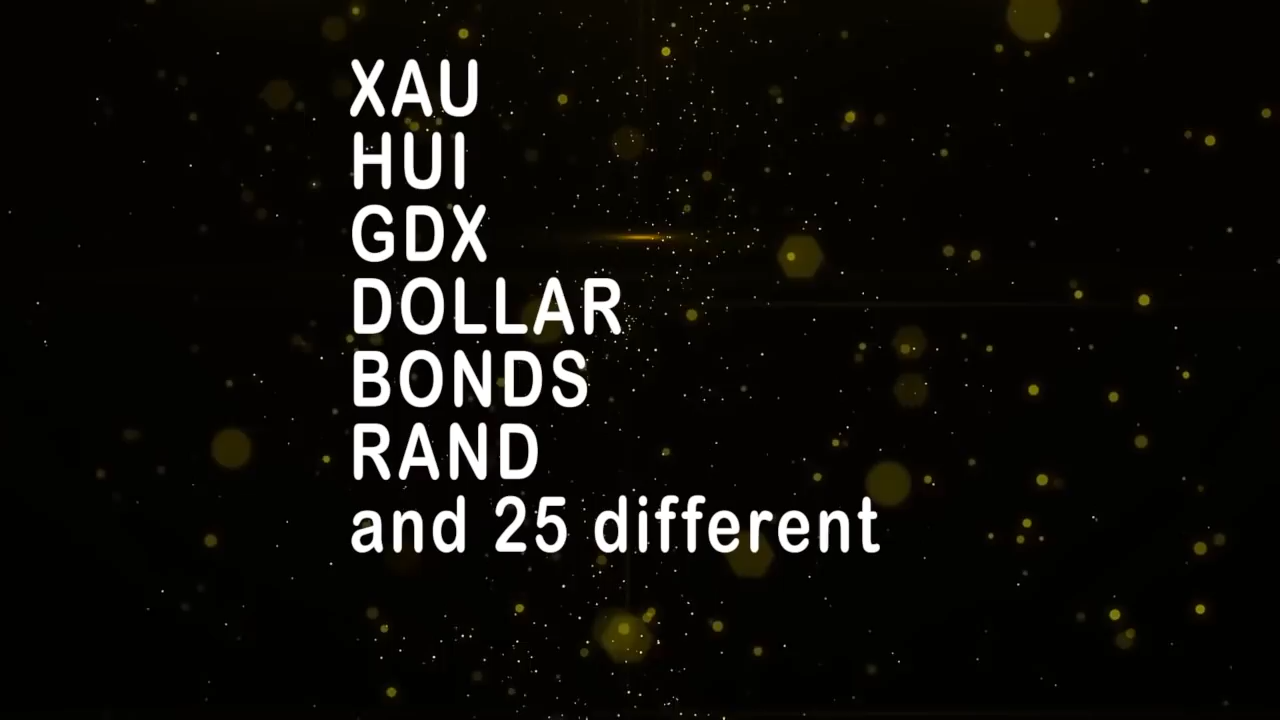 XAU
HUI
GDX
DOLLAR
BONDS
RAND
and 25 different